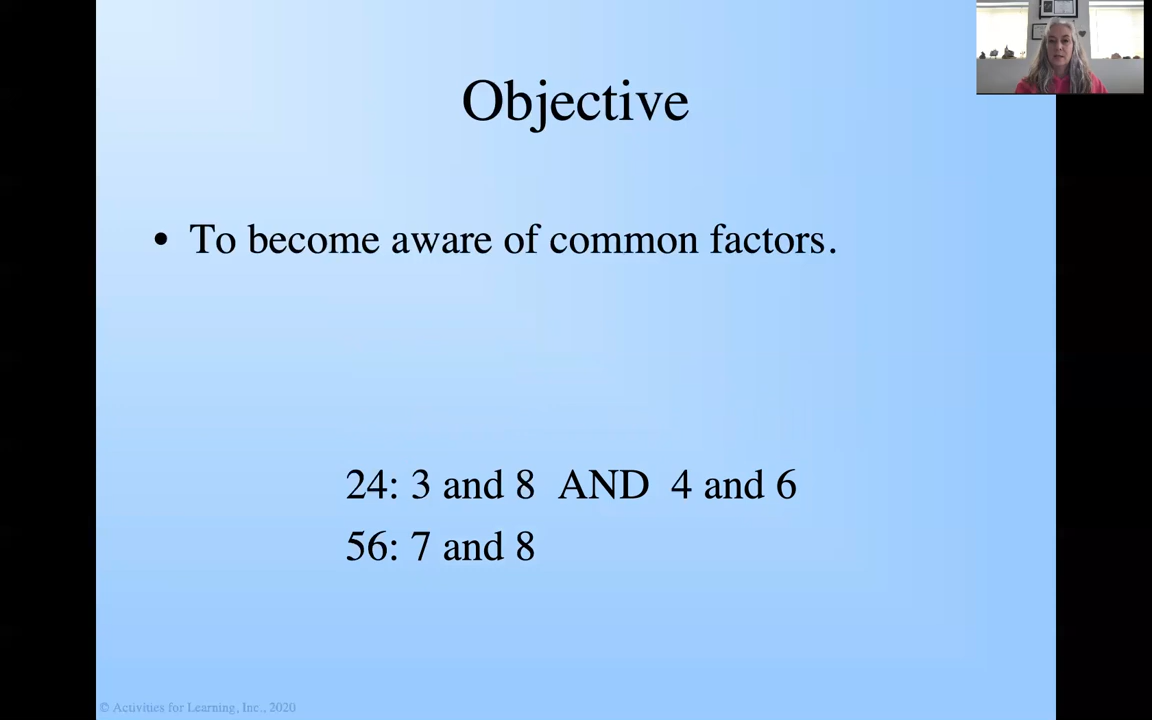 Objective
• To become aware of common factors.
24: 3 and 8 AND 4 and 6
56: 7 and 8
© Activities for Learning, Inc., 2020